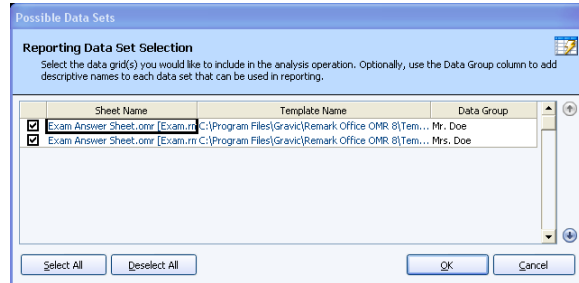 Possible Data Sets
Reporting Data Set Selection
Select the data grid(s) you would like to include in the analysis operation. Optionally, use the Data Group column to add
descriptive names to each data set that can be used in reporting.
Sheet Name Template Name Data Group
Exam Answer Sheet.omr [Exam.rm C:\Program Files\Gravic\Remark Office OMR 8\Tem... Mr. Doe
Exam Answer Sheet.omr [Exam.rm C:\Program Files\Gravic\Remark Office OMR 8\Tem... Mrs. Doe
Select All Deselect All OK Cancel